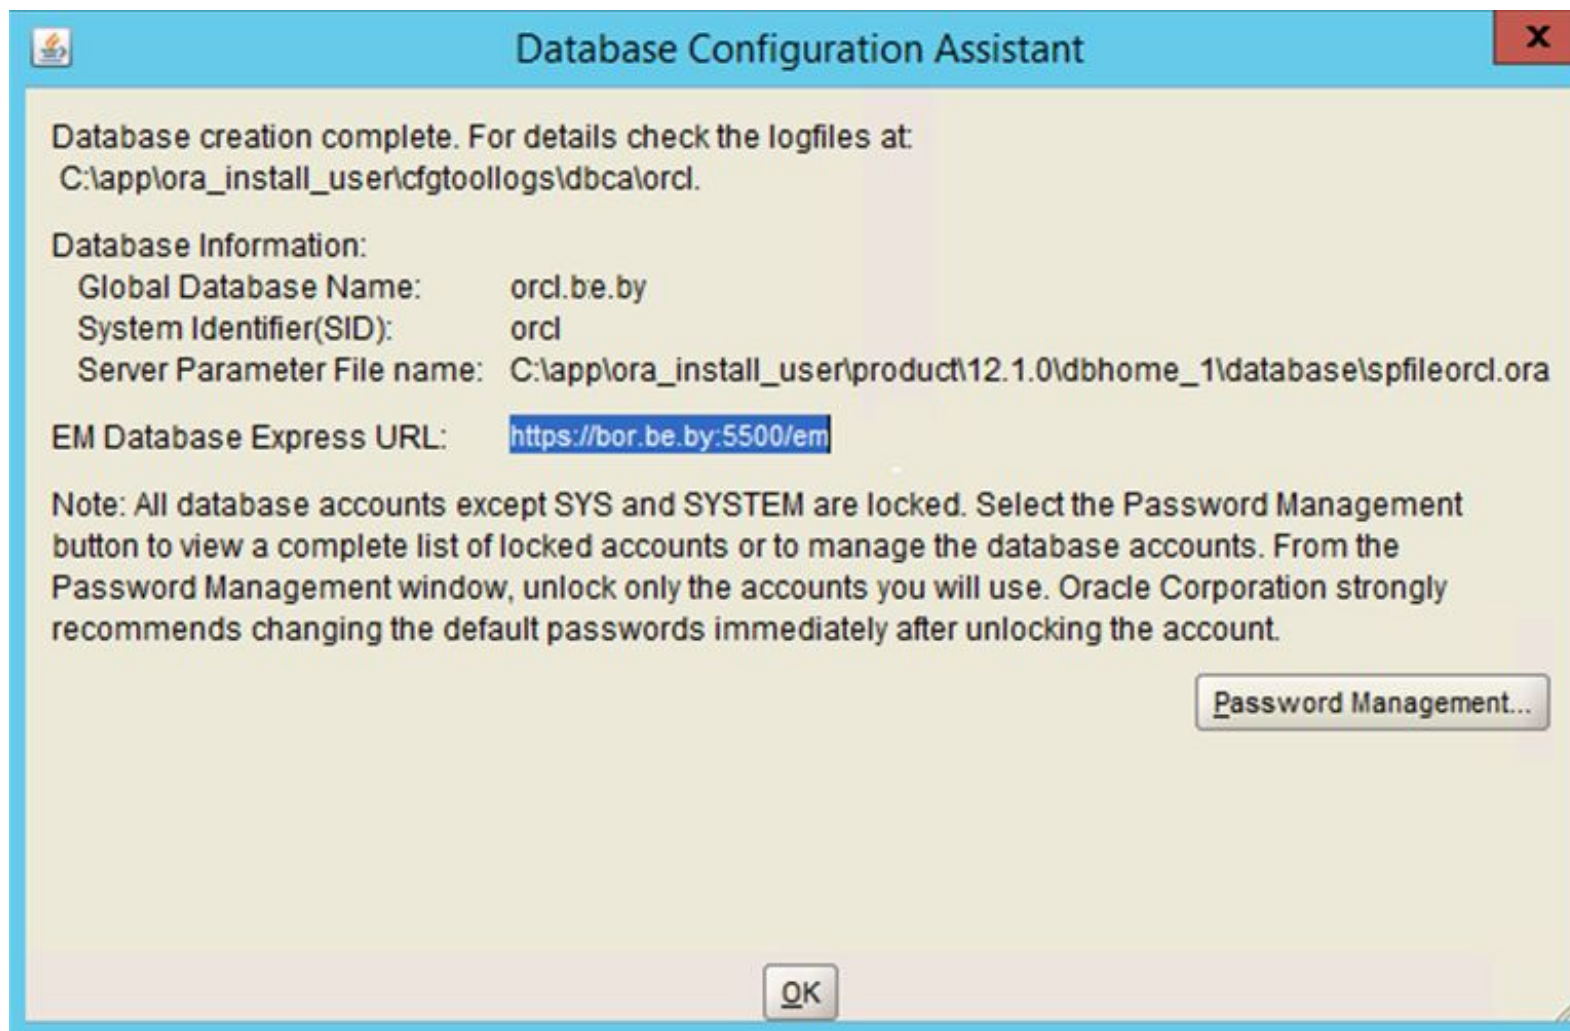 Database Configuration Assistant
x
Database creation complete. For details check the logfiles at:
C:\app\ora_install_user\cfgtoollogs\dbca\orcl.
Database Information:
Global Database Name: orcl.be.by
System Identifier(SID): orcl
Server Parameter File name: C:\app\ora_install_user\product\12.1.0\dbhome_1\database\spfileorcl.ora
EM Database Express URL: https://bor.be.by:5500/em
Note: All database accounts except SYS and SYSTEM are locked. Select the Password Management
button to view a complete list of locked accounts or to manage the database accounts. From the
Password Management window, unlock only the accounts you will use. Oracle Corporation strongly
recommends changing the default passwords immediately after unlocking the account.
Password Management...
OK